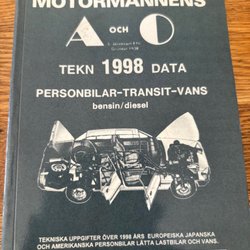 MOTORMÄNNENS
A OCH O
TEKN 1998 DATA
PERSONBILAR-TRANSIT-VANS
bensin/diesel
TEKNISKA UPPGIFTER ÖVER 1998 ÅRS EUROPEISKA JAPANSKA
OCH AMERIKANSKA PERSONBILAR LÄTTA LASTBILAR OCH VANS.